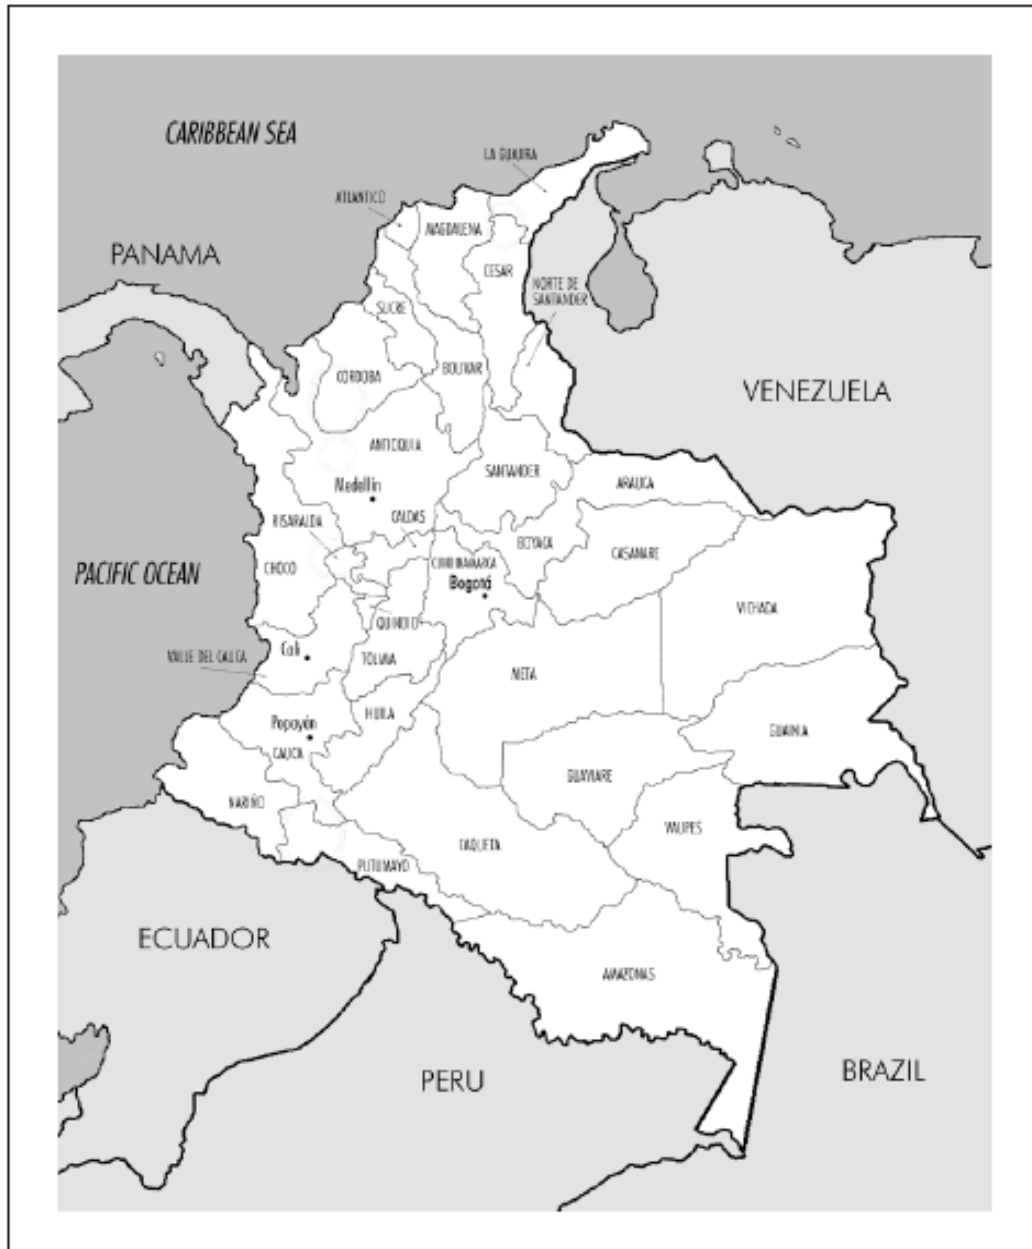 CARIBBEAN SEA
LA GUAJIRA
ATLANTICO
MAGDALENA
PANAMA
CESAR
NORTE DE
SANTANDER
SUCRE
CORDOBA
BOLIVAR
VENEZUELA
ANTIOQUIA
SANTANDER
Medellín
ARAUCA
CALDAS
RISARALDA
BOYACA
CASANARE
CUNDINAMARCA
CHOCO
PACIFIC OCEAN
Bogotá
VICHADA
QUINDIO
Cali
VALLE DEL CAUCA
TOLIMA
META
HUILA
Popayán
GUAINIA
CAUCA
GUAVIARE
NARIÑO
VAUPES
CAQUETA
PUTUMAYO
ECUADOR
AMAZONAS
PERU
BRAZIL